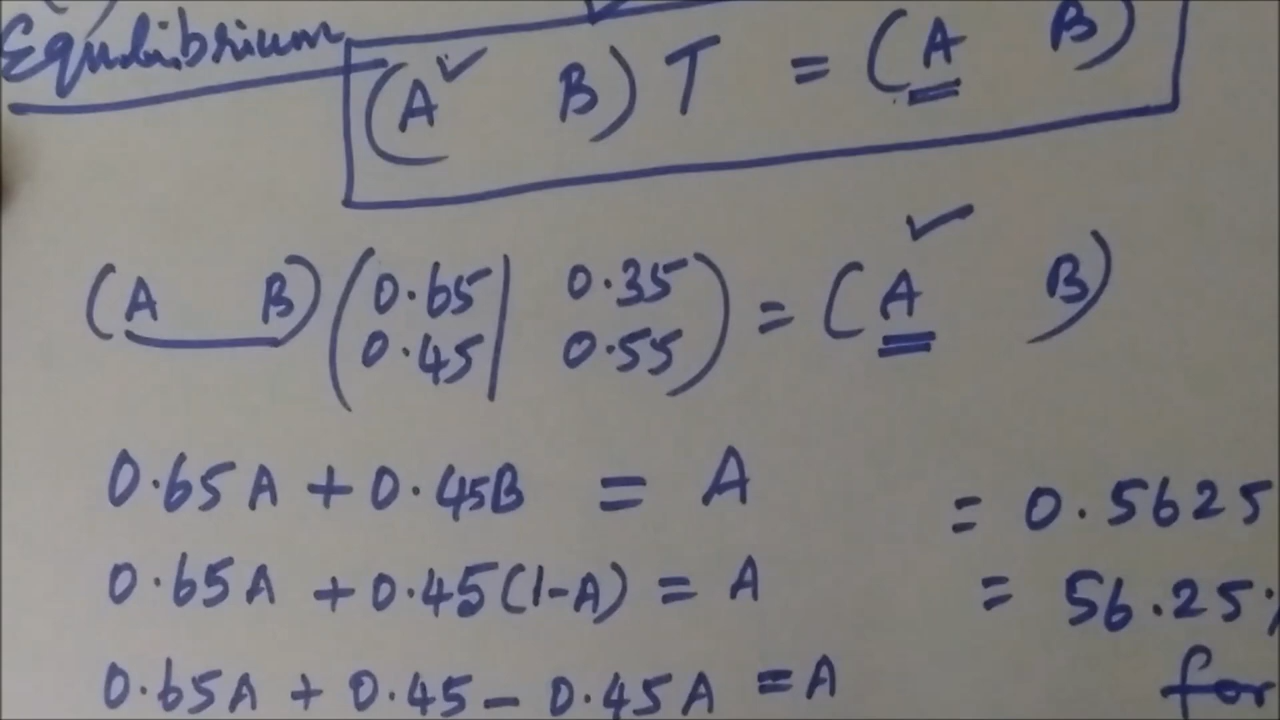 Equilibrium
(A B) T = (A B)
(A B) (0.65 0.35
0.45 0.55) = (A B)
0.65A + 0.45B = A
= 0.5625
0.65A + 0.45(1-A) = A
= 56.25%
0.65A + 0.45 - 0.45A = A
for